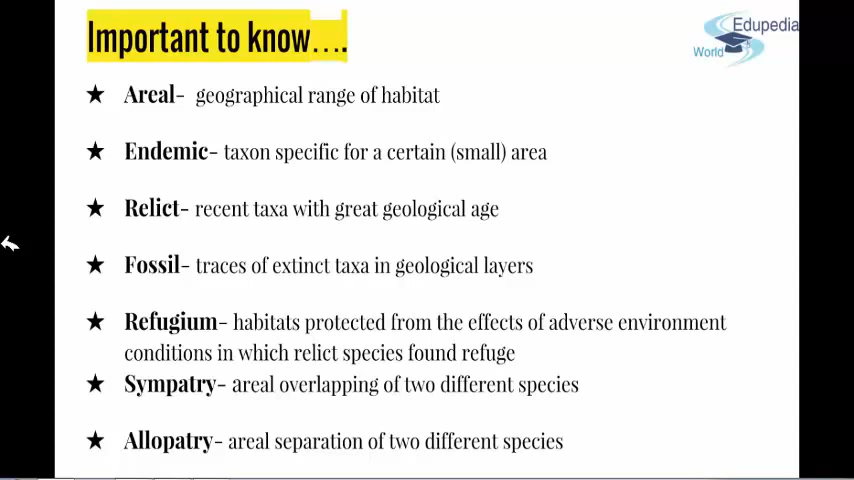 Important to know….
Edupedia
World
★ Areal- geographical range of habitat
★ Endemic- taxon specific for a certain (small) area
★ Relict- recent taxa with great geological age
★ Fossil- traces of extinct taxa in geological layers
★ Refugium- habitats protected from the effects of adverse environment
conditions in which relict species found refuge
★ Sympatry- areal overlapping of two different species
★ Allopatry- areal separation of two different species